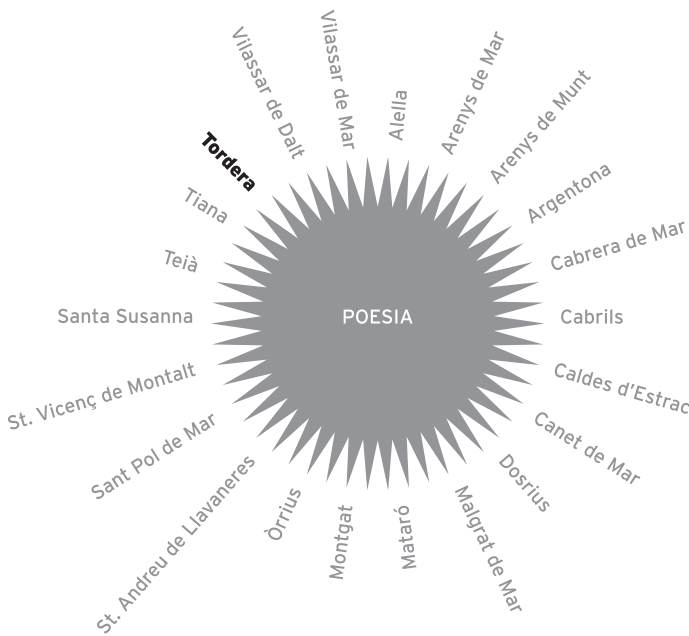 Alella
Arenys de Mar
Arenys de Munt
Argentona
Cabrera de Mar
Cabrils
Caldes d'Estrac
Canet de Mar
Dosrius
Malgrat de Mar
Mataró
Montgat
Òrrius
St. Andreu de Llavaneres
Sant Pol de Mar
St. Vicenç de Montalt
Santa Susanna
Teià
Tiana
Tordera
Vilassar de Dalt
Vilassar de Mar
POESIA